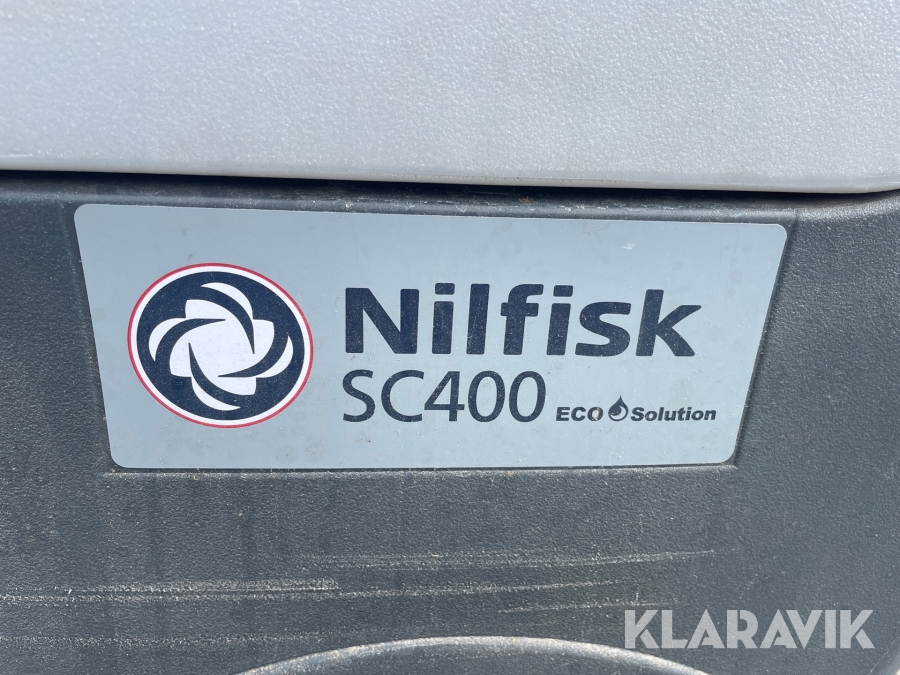 Nilfisk
SC400 ECO Solution
KLARAVIK